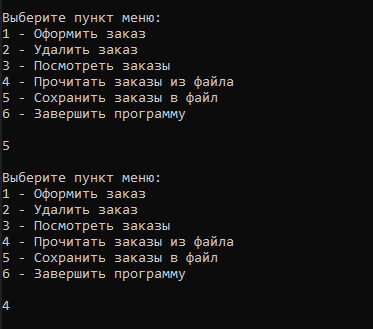 Выберите пункт меню:
1 - Оформить заказ
2 - Удалить заказ
3 - Посмотреть заказы
4 - Прочитать заказы из файла
5 - Сохранить заказы в файл
6 - Завершить программу
5
Выберите пункт меню:
1 - Оформить заказ
2 - Удалить заказ
3 - Посмотреть заказы
4 - Прочитать заказы из файла
5 - Сохранить заказы в файл
6 - Завершить программу
4